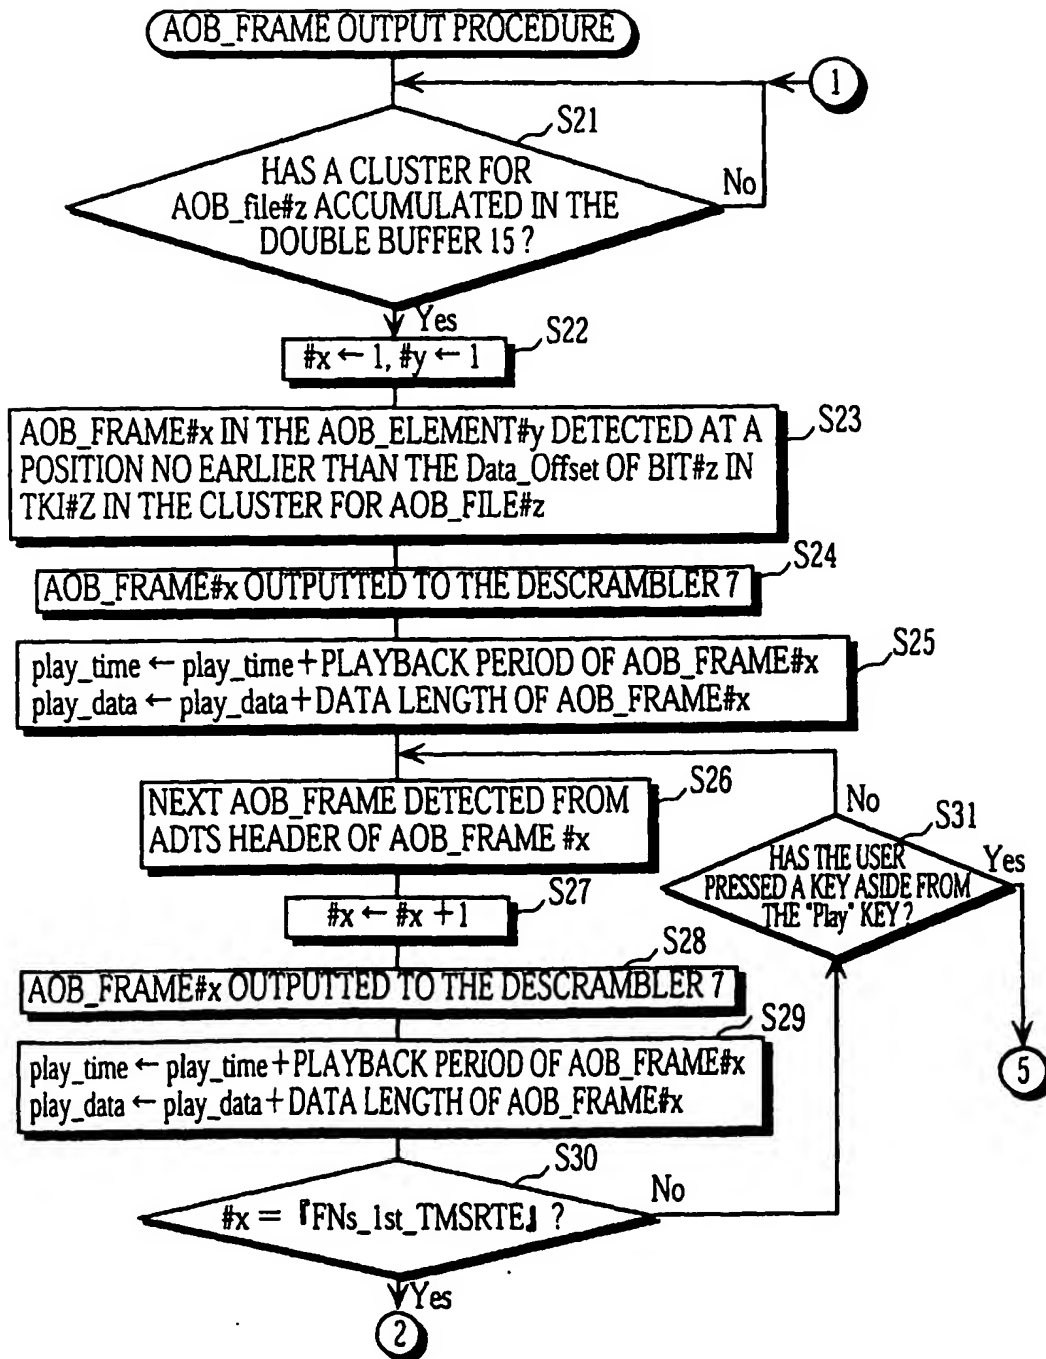 AOB_FRAME OUTPUT PROCEDURE
1
S21
HAS A CLUSTER FOR
AOB_file#z ACCUMULATED IN THE
DOUBLE BUFFER 15?
No
Yes
S22
#x ← 1, #y ← 1
S23
AOB_FRAME#x IN THE AOB_ELEMENT#y DETECTED AT A
POSITION NO EARLIER THAN THE Data_Offset OF BIT#z IN
TKI#Z IN THE CLUSTER FOR AOB_FILE#z
S24
AOB_FRAME#x OUTPUTTED TO THE DESCRAMBLER 7
S25
play_time ← play_time+PLAYBACK PERIOD OF AOB_FRAME#x
play_data ← play_data+DATA LENGTH OF AOB_FRAME#x
S26
NEXT AOB_FRAME DETECTED FROM
ADTS HEADER OF AOB_FRAME #x
No
S31
HAS THE USER
PRESSED A KEY ASIDE FROM
THE "Play" KEY?
Yes
S27
#x ← #x +1
S28
AOB_FRAME#x OUTPUTTED TO THE DESCRAMBLER 7
S29
play_time ← play_time+PLAYBACK PERIOD OF AOB_FRAME#x
play_data ← play_data+DATA LENGTH OF AOB_FRAME#x
5
S30
#x = 『FNs_1st_TMSRTE』?
No
Yes
2